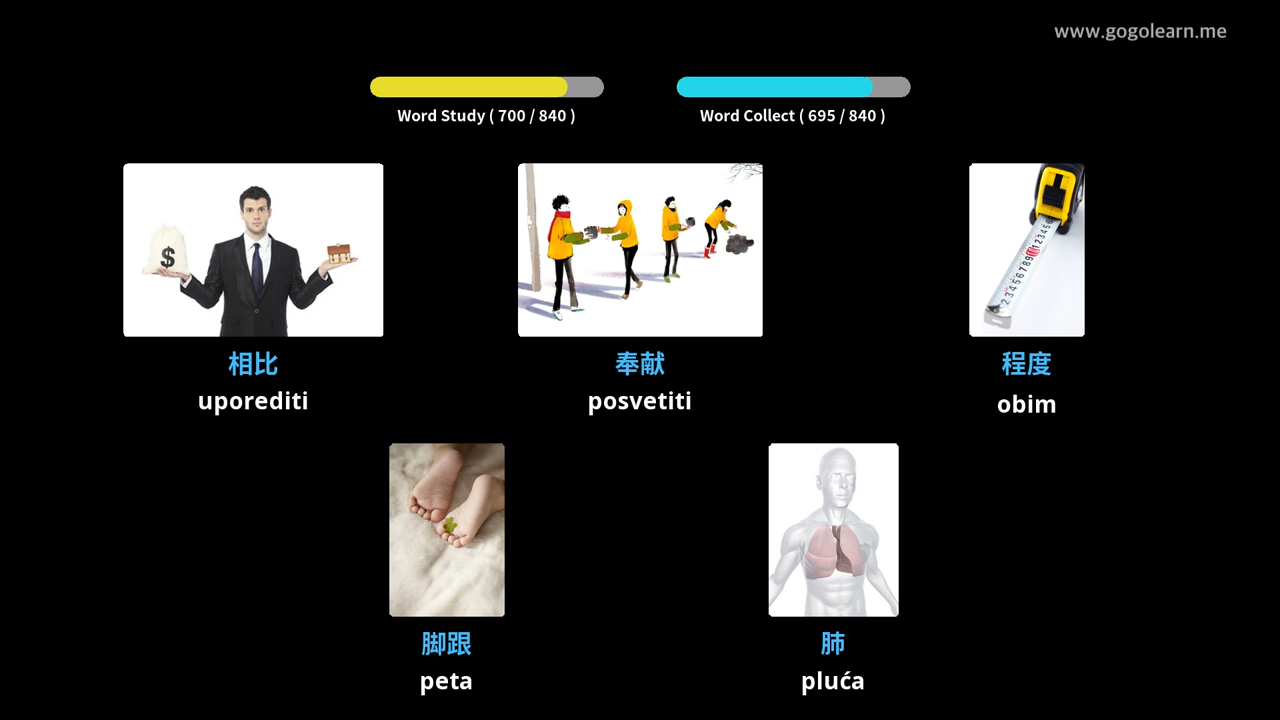 www.gogolearn.me
Word Study ( 700 / 840 )
Word Collect ( 695 / 840 )
$
相比
uporediti
奉献
posvetiti
程度
obim
脚跟
peta
肺
pluća